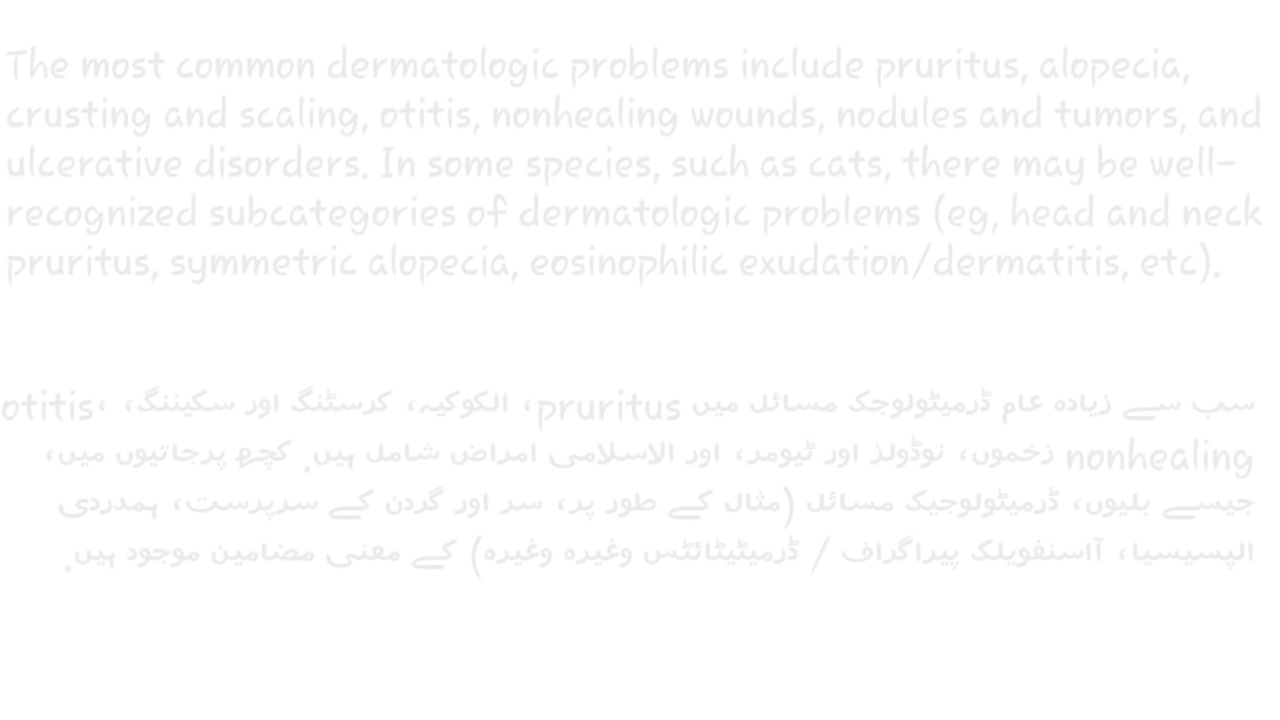 The most common dermatologic problems include pruritus, alopecia,
crusting and scaling, otitis, nonhealing wounds, nodules and tumors, and
ulcerative disorders. In some species, such as cats, there may be well-
recognized subcategories of dermatologic problems (eg, head and neck
pruritus, symmetric alopecia, eosinophilic exudation/dermatitis, etc).
سب سے زیادہ عام ڈرمیٹولوجک مسائل میں pruritus، الکوکیہ، کرسٹنگ اور سکیننگ، ،otitis
nonhealing زخموں، نوڈولز اور ٹیومر، اور الاسلامی امراض شامل ہیں. کچھ پرجاتیوں میں،
جیسے بلیوں، ڈرمیٹولوجیک مسائل (مثال کے طور پر، سر اور گردن کے سرپرست، ہمدردی
الپسیسیا، آاسنفویلک پیراگراف / ڈرمیٹیٹائٹس وغیرہ وغیرہ) کے معنی مضامین موجود ہیں.